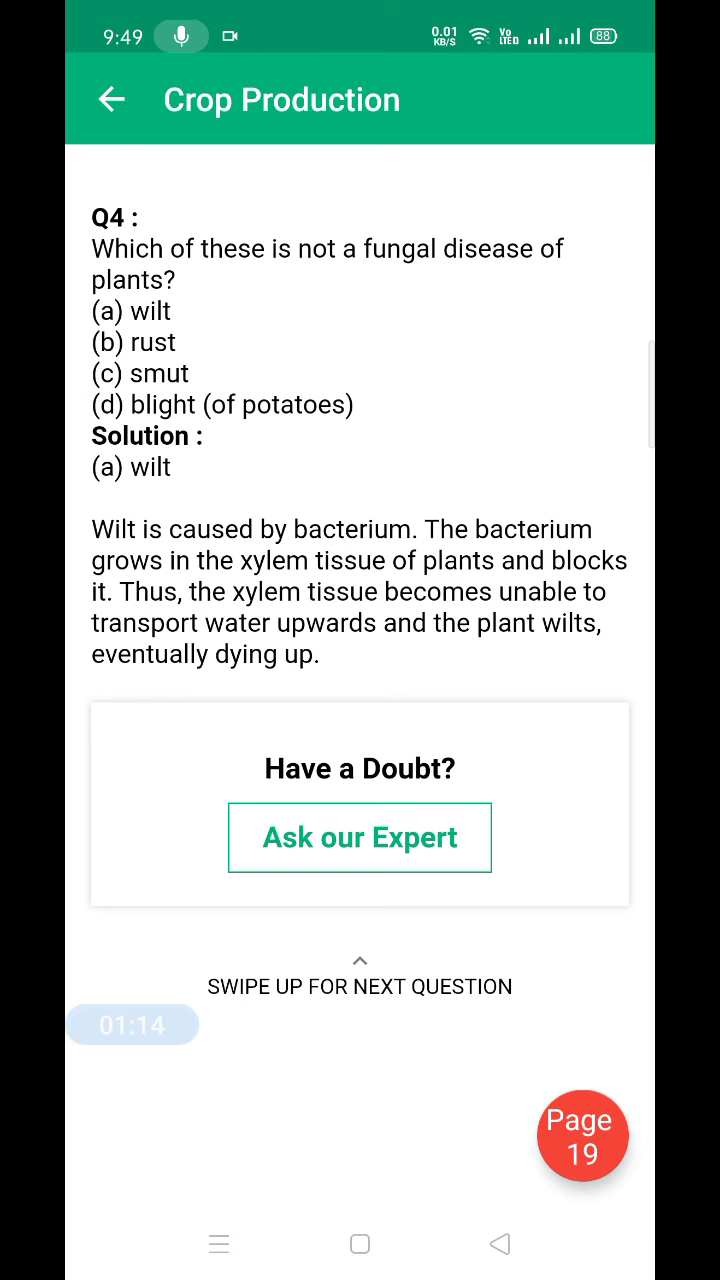 9:49
0.01 KB/S
Vo LTED
88
Crop Production
Q4 :
Which of these is not a fungal disease of
plants?
(a) wilt
(b) rust
(c) smut
(d) blight (of potatoes)
Solution :
(a) wilt
Wilt is caused by bacterium. The bacterium
grows in the xylem tissue of plants and blocks
it. Thus, the xylem tissue becomes unable to
transport water upwards and the plant wilts,
eventually dying up.
Have a Doubt?
Ask our Expert
SWIPE UP FOR NEXT QUESTION
01:14
Page
19